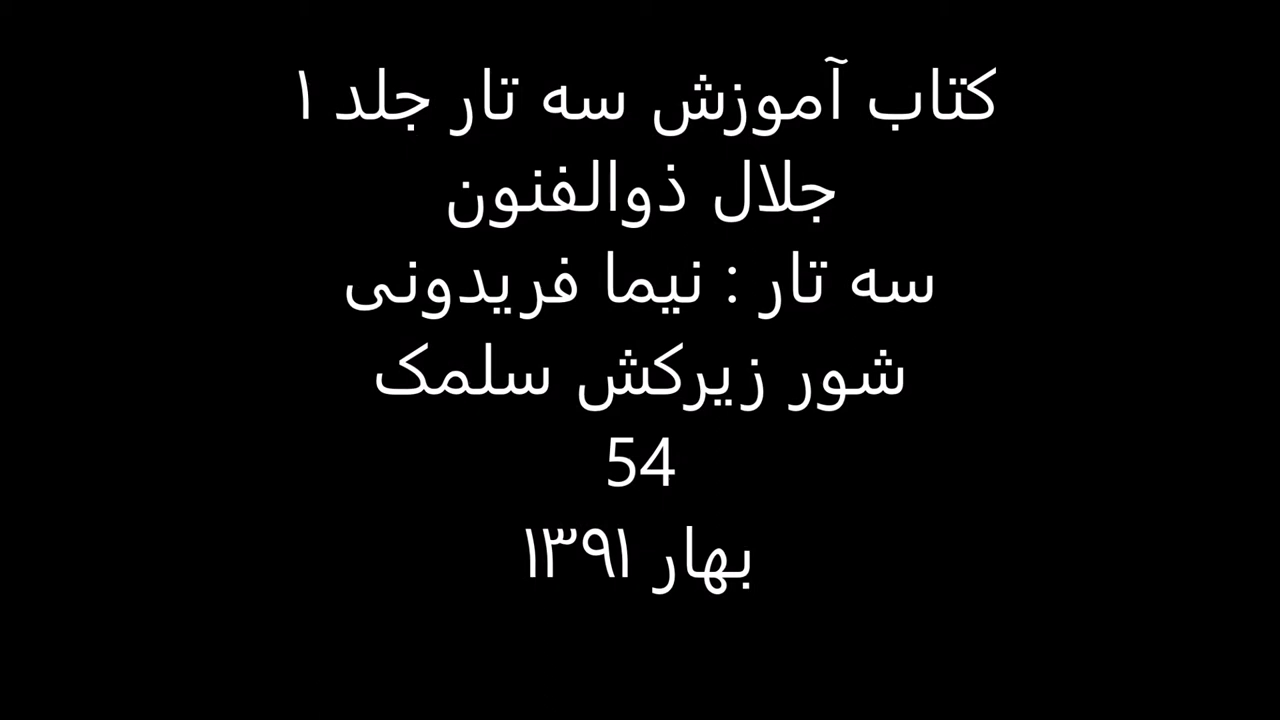 کتاب آموزش سه تار جلد ۱
جلال ذوالفنون
سه تار : نیما فریدونی
شور زیرکش سلمک
54
بهار ۱۳۹۱